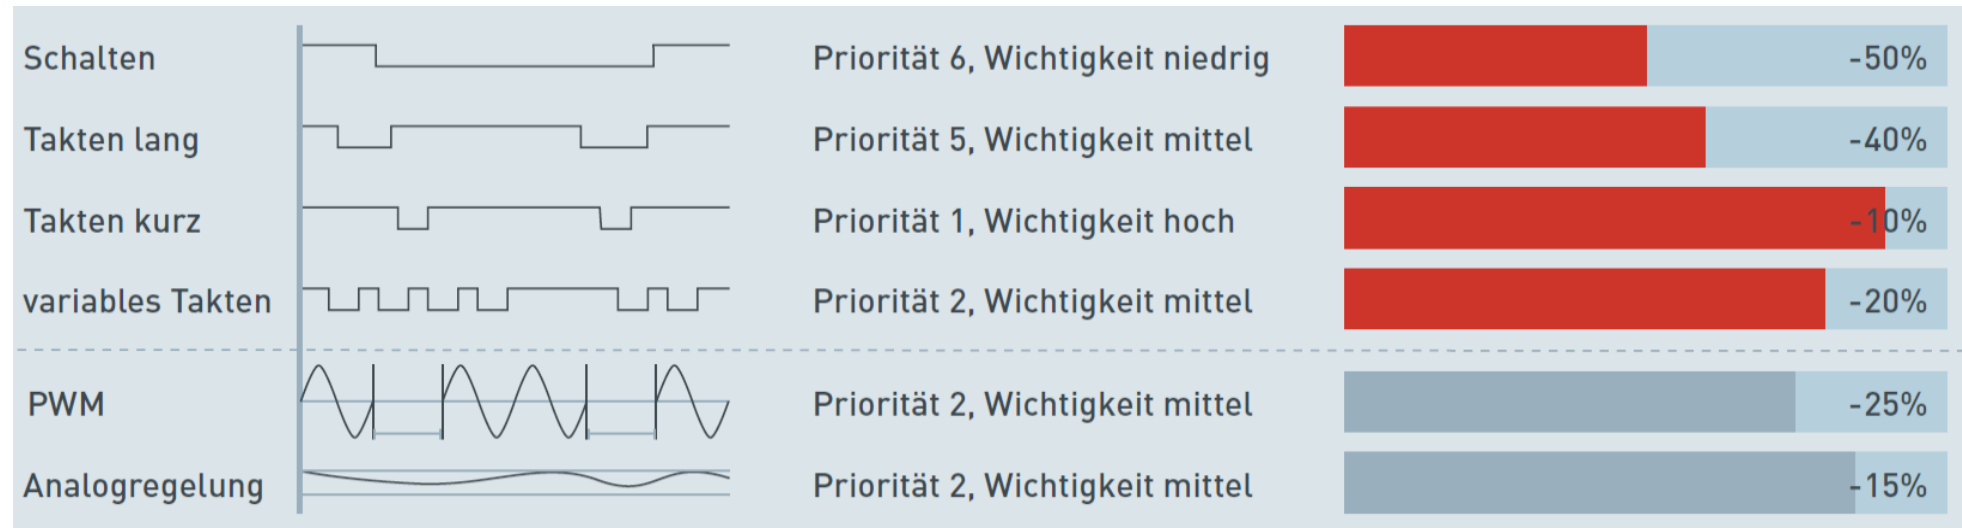 Schalten Priorität 6, Wichtigkeit niedrig -50%
Takten lang Priorität 5, Wichtigkeit mittel -40%
Takten kurz Priorität 1, Wichtigkeit hoch -10%
variables Takten Priorität 2, Wichtigkeit mittel -20%
PWM Priorität 2, Wichtigkeit mittel -25%
Analogregelung Priorität 2, Wichtigkeit mittel -15%